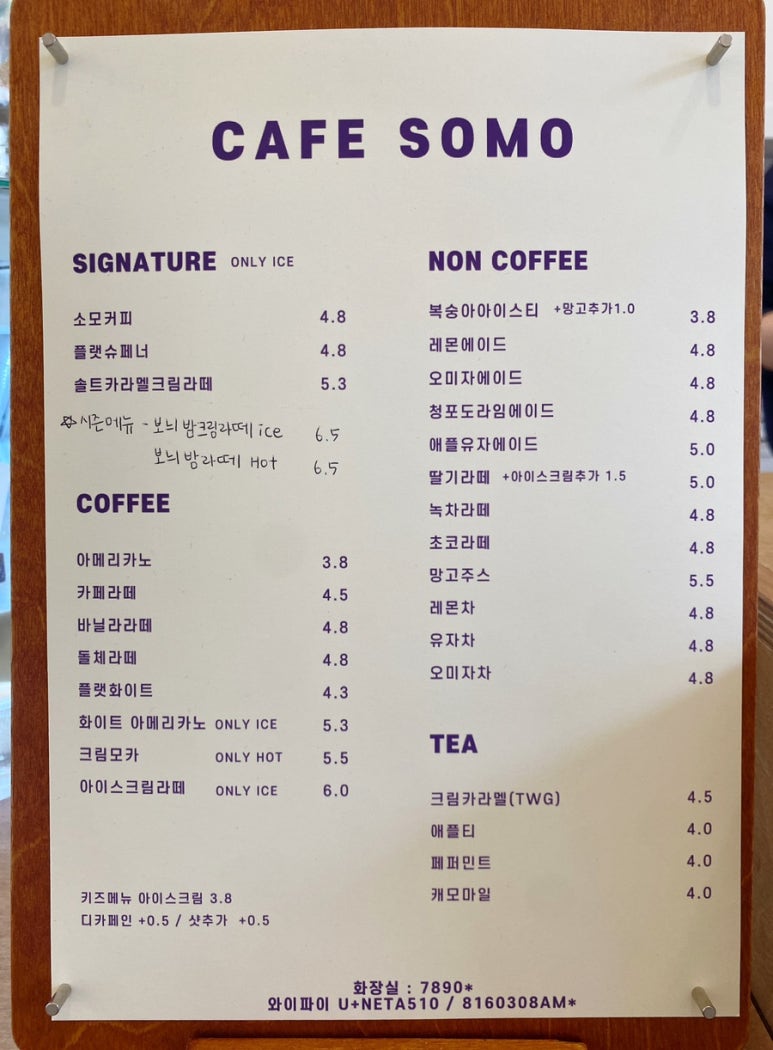 CAFE SOMO
SIGNATURE ONLY ICE
소모커피 4.8
플랫슈페너 4.8
솔트카라멜크림라떼 5.3
☆시즌메뉴 - 보늬밤크림라떼 ice 6.5
보늬밤라떼 Hot 6.5
COFFEE
아메리카노 3.8
카페라떼 4.5
바닐라라떼 4.8
돌체라떼 4.8
플랫화이트 4.3
화이트 아메리카노 ONLY ICE 5.3
크림모카 ONLY HOT 5.5
아이스크림라떼 ONLY ICE 6.0
키즈메뉴 아이스크림 3.8
디카페인 +0.5 / 샷추가 +0.5
NON COFFEE
복숭아아이스티 +망고추가1.0 3.8
레몬에이드 4.8
오미자에이드 4.8
청포도라임에이드 4.8
애플유자에이드 5.0
딸기라떼 +아이스크림추가 1.5 5.0
녹차라떼 4.8
초코라떼 4.8
망고주스 5.5
레몬차 4.8
유자차 4.8
오미자차 4.8
TEA
크림카라멜(TWG) 4.5
애플티 4.0
페퍼민트 4.0
캐모마일 4.0
화장실 : 7890*
와이파이 U+NETA510 / 8160308AM*